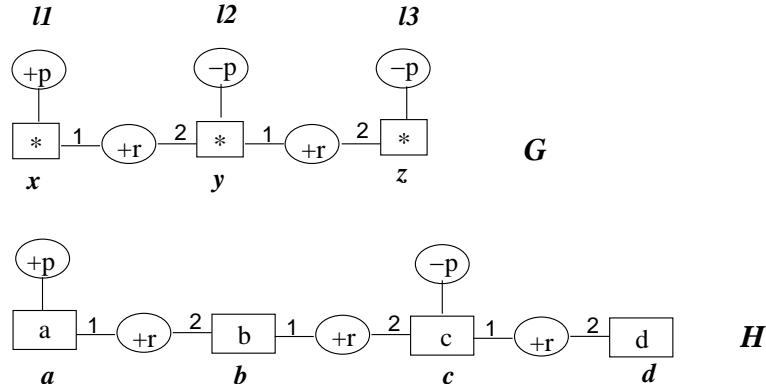 l1 l2 l3
+p −p −p
* 1 +r 2 * 1 +r 2 *
G
x y z
+p −p
a 1 +r 2 b 1 +r 2 c 1 +r 2 d
H
a b c d